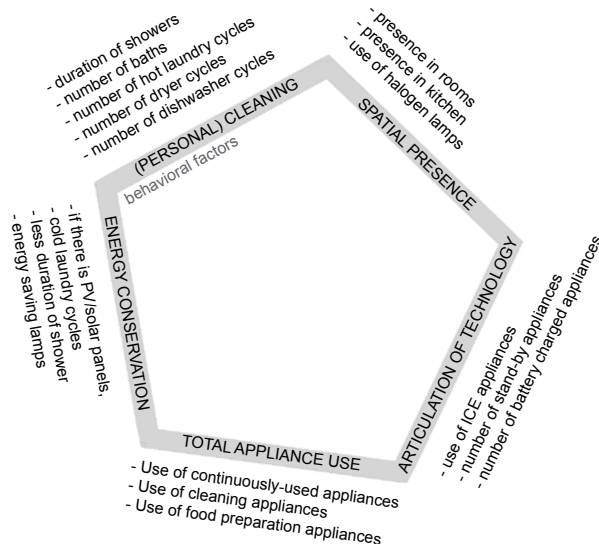 - duration of showers
- number of baths
- number of hot laundry cycles
- number of dryer cycles
- number of dishwasher cycles
(PERSONAL) CLEANING
behavioral factors
- presence in rooms
- presence in kitchen
- use of halogen lamps
SPATIAL PRESENCE
ARTICULATION OF TECHNOLOGY
- use of ICE appliances
- number of stand-by appliances
- number of battery charged appliances
TOTAL APPLIANCE USE
- Use of continuously-used appliances
- Use of cleaning appliances
- Use of food preparation appliances
ENERGY CONSERVATION
- if there is PV/solar panels,
- cold laundry cycles
- less duration of shower
- energy saving lamps